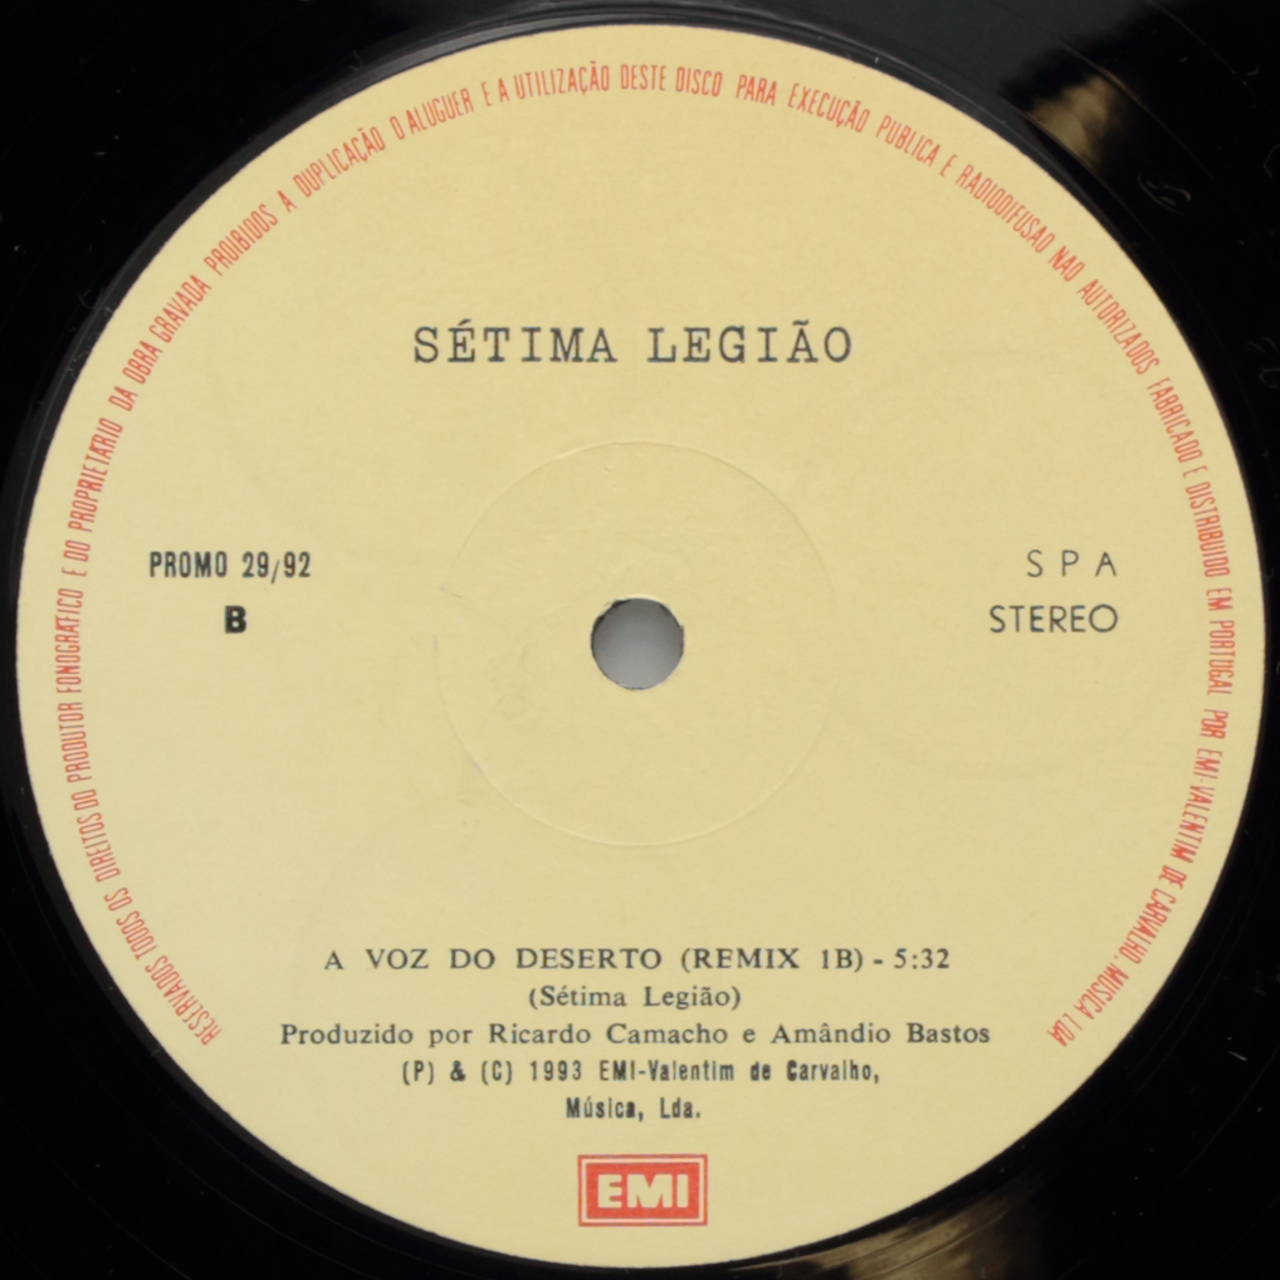 RESERVADOS TODOS OS DIREITOS DO PRODUTOR FONOGRÁFICO E DO PROPRIETÁRIO DA OBRA GRAVADA PROIBIDOS A DUPLICAÇÃO O ALUGUER E A UTILIZAÇÃO DESTE DISCO PARA EXECUÇÃO PUBLICA E RADIODIFUSAO NAO AUTORIZADOS FABRICADO E DISTRIBUIDO EM PORTUGAL POR EMI-VALENTIM DE CARVALHO. MUSICA LDA
SÉTIMA LEGIÃO
PROMO 29/92
B
SPA
STEREO
A VOZ DO DESERTO (REMIX 1B) - 5:32
(Sétima Legião)
Produzido por Ricardo Camacho e Amândio Bastos
(P) & (C) 1993 EMI-Valentim de Carvalho,
Música, Lda.
EMI